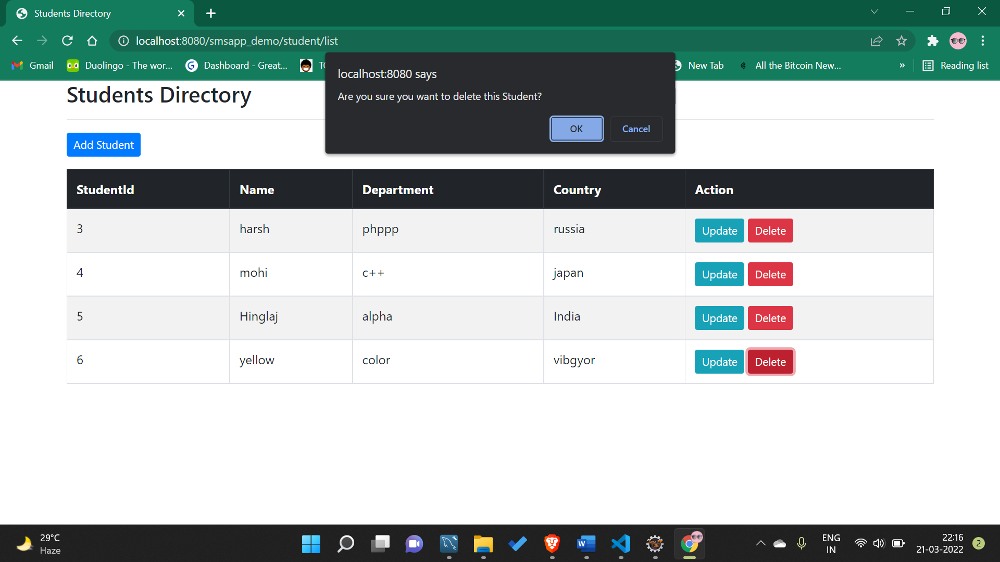 Students Directory
localhost:8080/smsapp_demo/student/list
Gmail Duolingo - The wor... Dashboard - Great... New Tab All the Bitcoin New... » Reading list
localhost:8080 says
Are you sure you want to delete this Student?
OK Cancel
Students Directory
Add Student
StudentId Name Department Country Action
3 harsh phppp russia Update Delete
4 mohi c++ japan Update Delete
5 Hinglaj alpha India Update Delete
6 yellow color vibgyor Update Delete
29°C
Haze
ENG
IN
22:16
21-03-2022
2